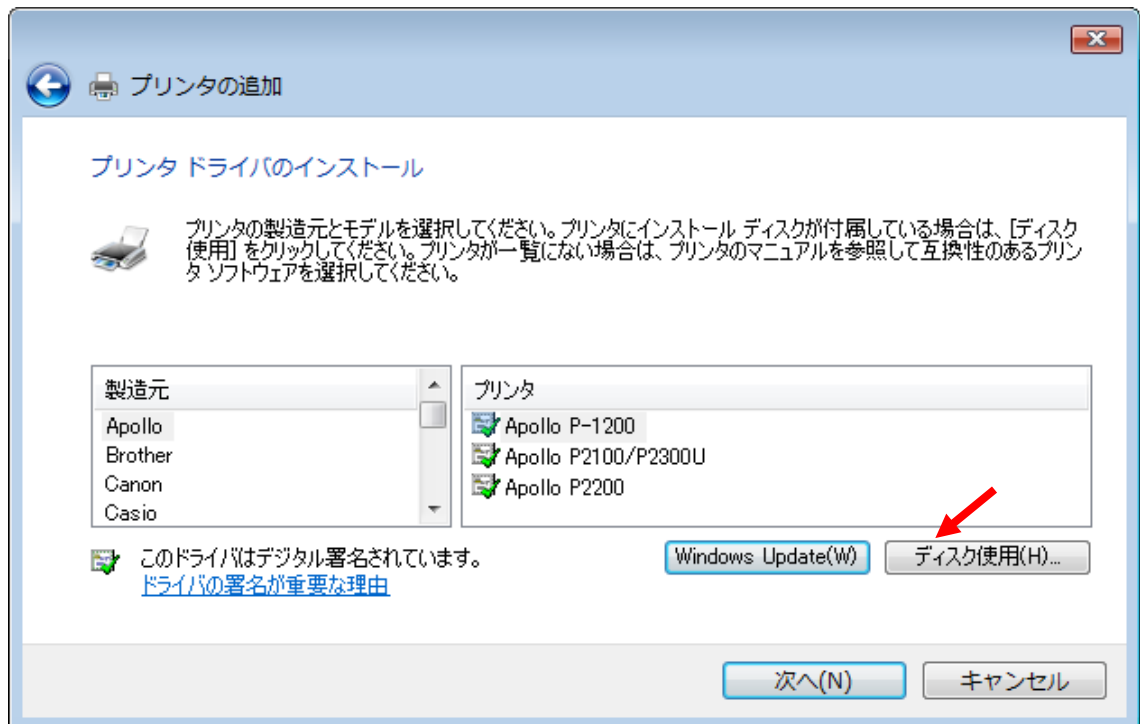 プリンタの追加
プリンタ ドライバのインストール
プリンタの製造元とモデルを選択してください。プリンタにインストール ディスクが付属している場合は、[ディスク
使用] をクリックしてください。プリンタが一覧にない場合は、プリンタのマニュアルを参照して互換性のあるプリン
タ ソフトウェアを選択してください。
製造元
Apollo
Brother
Canon
Casio
プリンタ
Apollo P-1200
Apollo P2100/P2300U
Apollo P2200
このドライバはデジタル署名されています。
ドライバの署名が重要な理由
Windows Update(W)
ディスク使用(H)...
次へ(N)
キャンセル